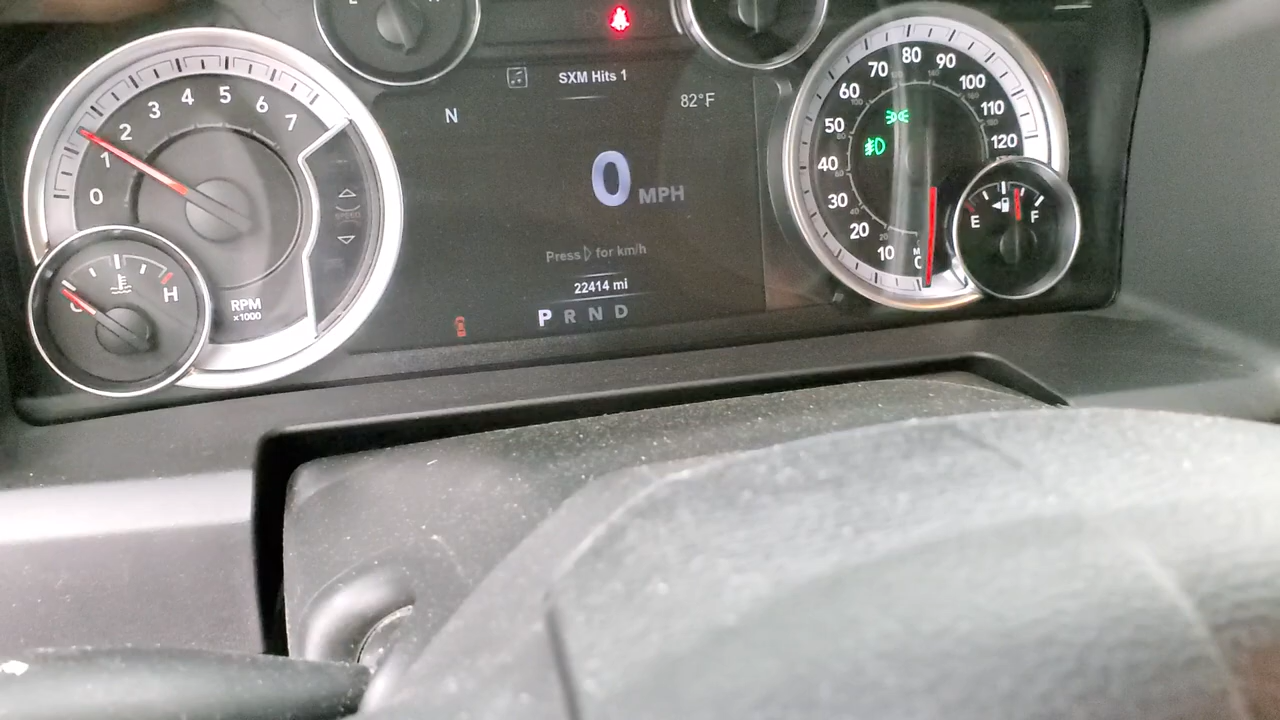 0
1
2
3
4
5
6
7
RPM
x1000
C
H
SXM Hits 1
N
82°F
0 MPH
Press ▷ for km/h
22414 mi
P R N D
10
20
30
40
50
60
70
80
90
100
110
120
E
F